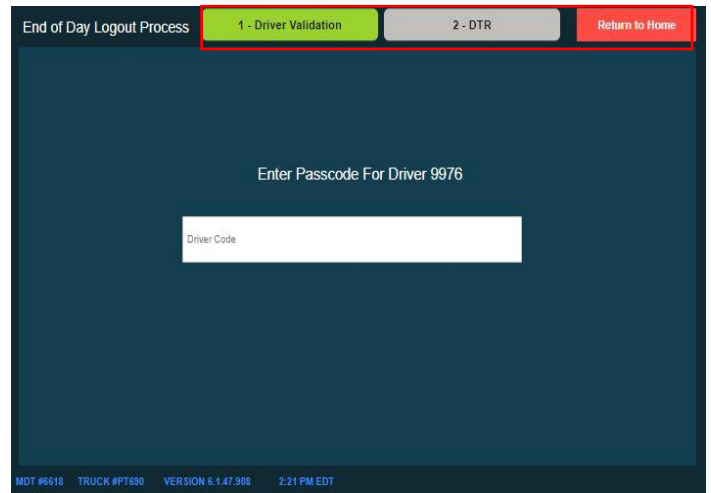 End of Day Logout Process 1 - Driver Validation 2 - DTR Return to Home
Enter Passcode For Driver 9976
Driver Code
MDT #6618 TRUCK #PT690 VERSION 6.1.47.908 2:21 PM EDT